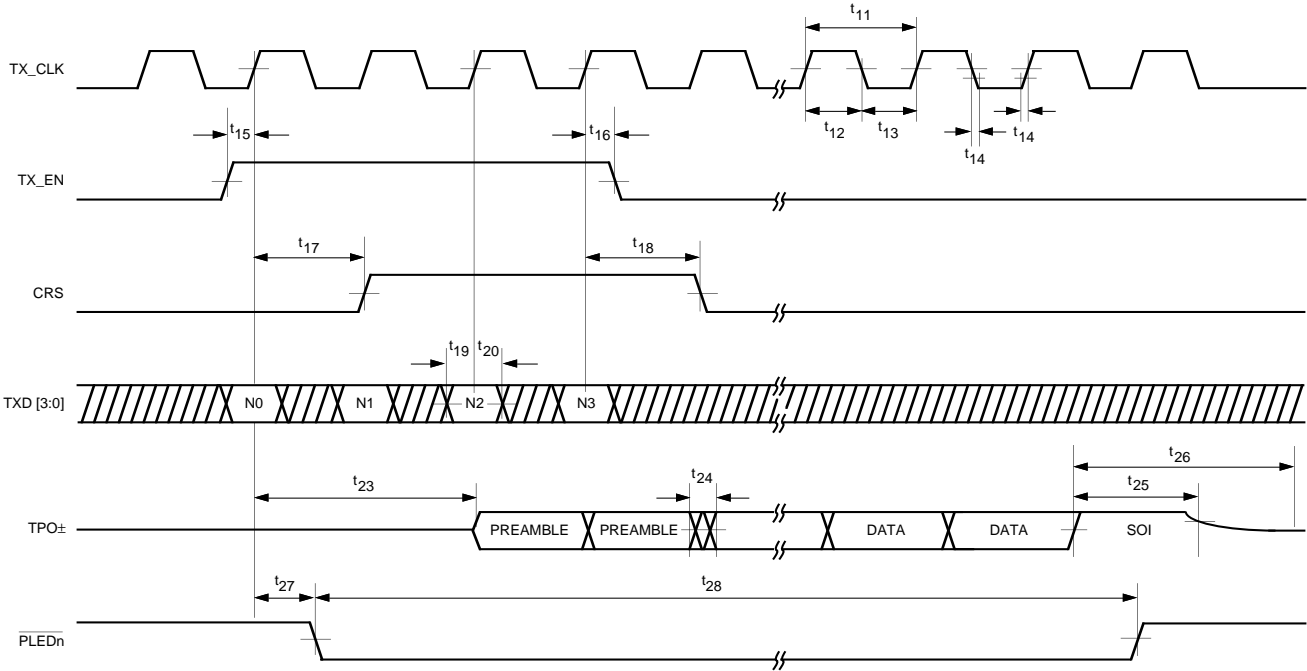 t11
TX_CLK
t12 t13
t14 t14
t15 t16
TX_EN
t17 t18
CRS
t19 t20
TXD [3:0] N0 N1 N2 N3
t26
t23 t24 t25
TPO± PREAMBLE PREAMBLE DATA DATA SOI
t27 t28
PLEDn